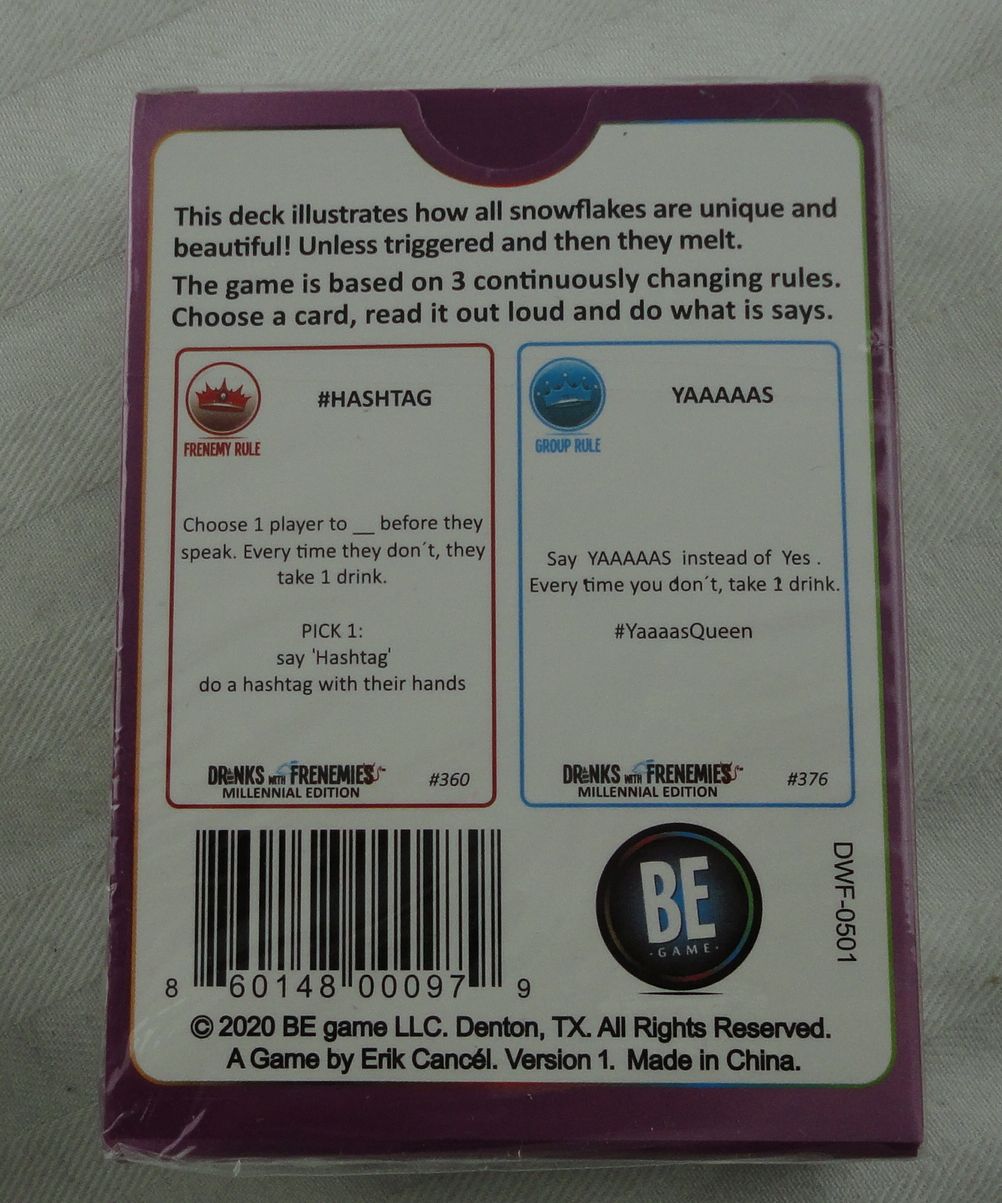 This deck illustrates how all snowflakes are unique and
beautiful! Unless triggered and then they melt.
The game is based on 3 continuously changing rules.
Choose a card, read it out loud and do what is says.
#HASHTAG
FRENEMY RULE
Choose 1 player to __ before they
speak. Every time they don´t, they
take 1 drink.
PICK 1:
say 'Hashtag'
do a hashtag with their hands
DRINKS WITH FRENEMIES™
MILLENNIAL EDITION
#360
YAAAAAS
GROUP RULE
Say YAAAAAS instead of Yes .
Every time you don´t, take 1 drink.
#YaaaasQueen
DRINKS WITH FRENEMIES™
MILLENNIAL EDITION
#376
8 60148 00097 9
BE
·GAME·
DWF-0501
© 2020 BE game LLC. Denton, TX. All Rights Reserved.
A Game by Erik Cancél. Version 1. Made in China.